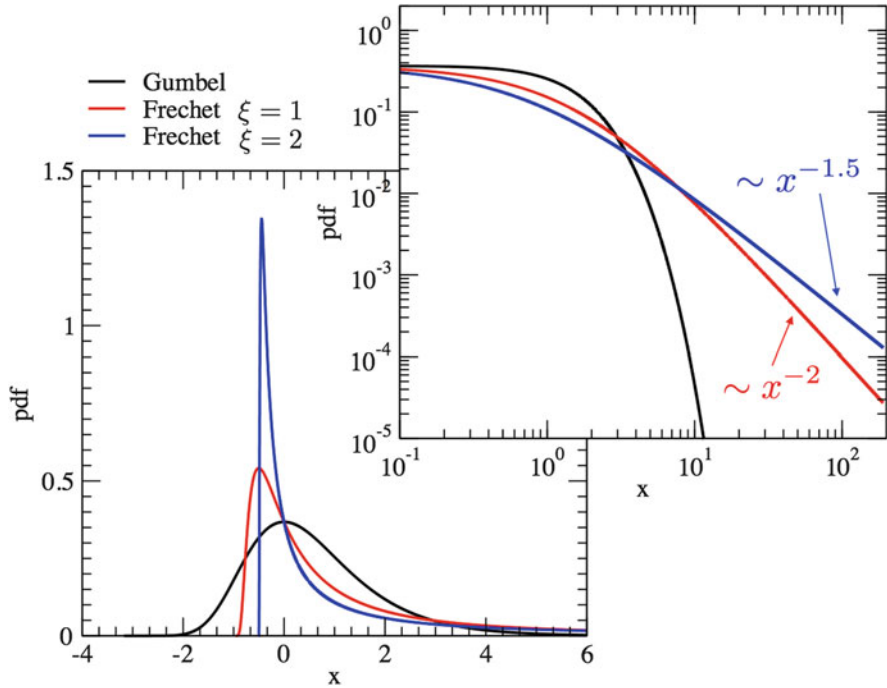 Gumbel
Frechet ξ = 1
Frechet ξ = 2
10^0
10^-1
10^-2
10^-3
10^-4
10^-5
pdf
∼ x^{-1.5}
∼ x^{-2}
10^-1 10^0 10^1 10^2
x
1.5
1
0.5
0
pdf
-4 -2 0 2 4 6
x